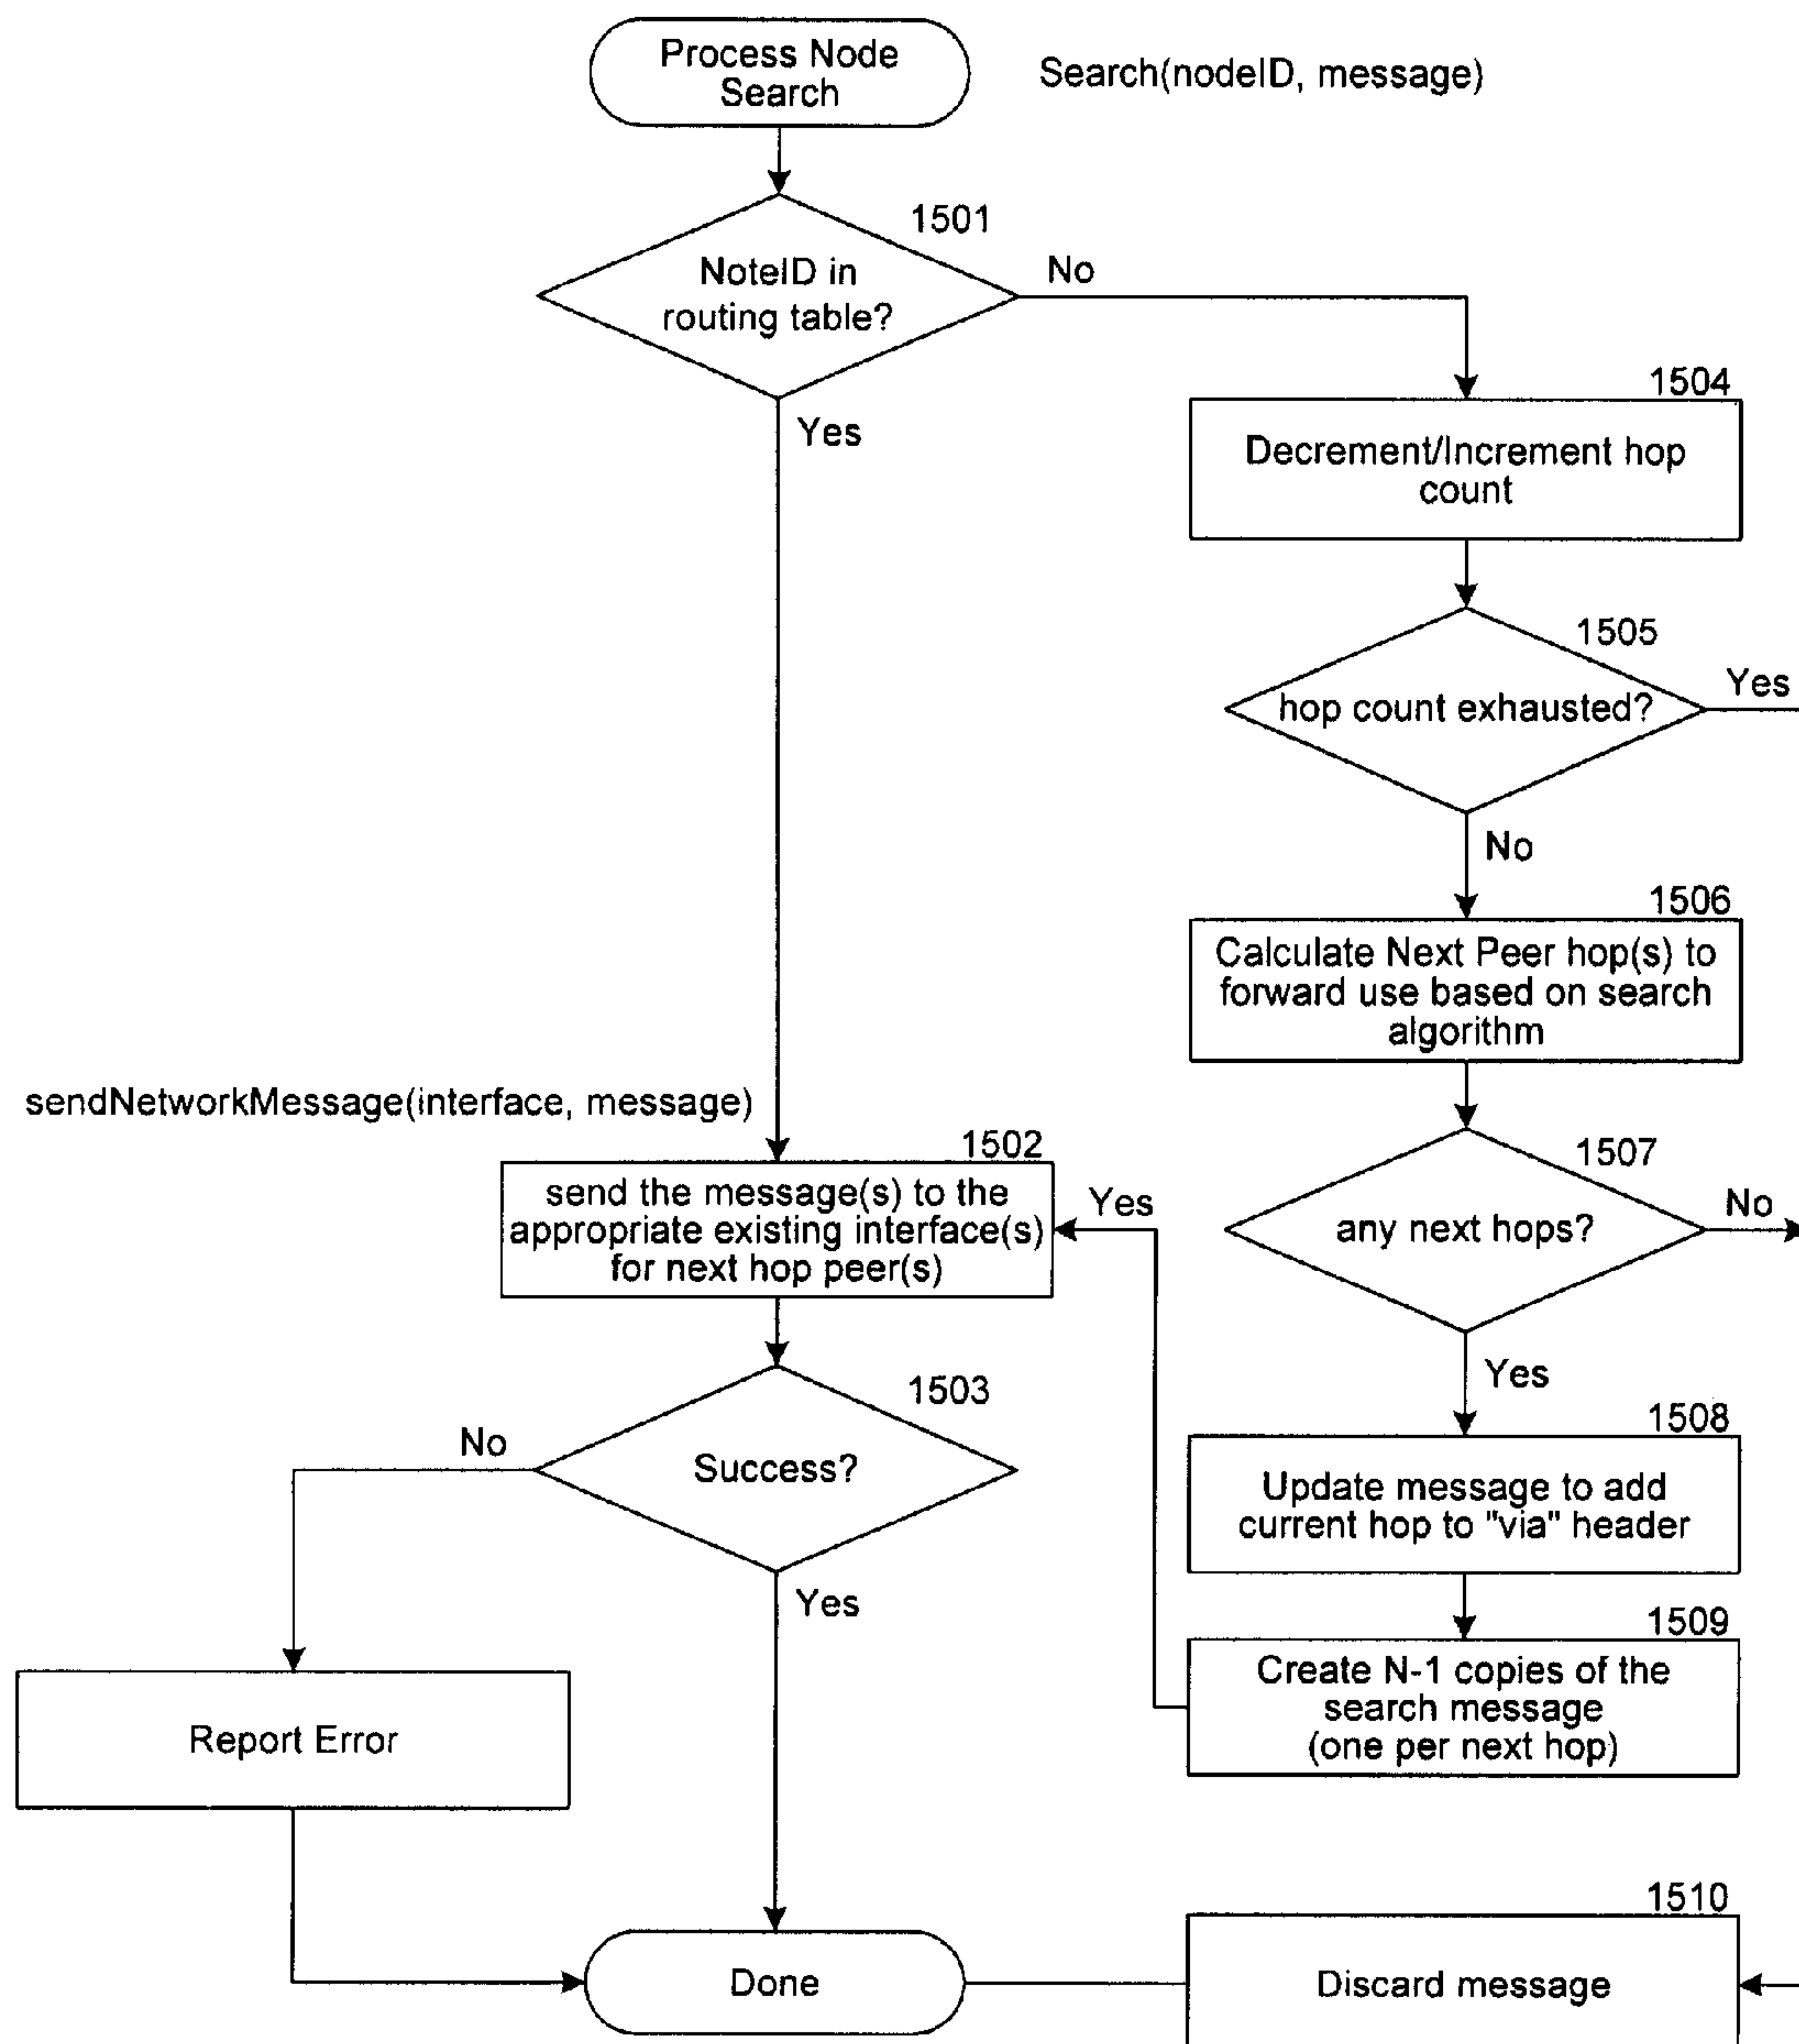 Process Node
Search
Search(nodeID, message)
1501
NoteID in
routing table?
No
Yes
1504
Decrement/Increment hop
count
1505
hop count exhausted?
Yes
No
1506
Calculate Next Peer hop(s) to
forward use based on search
algorithm
sendNetworkMessage(interface, message)
1502
send the message(s) to the
appropriate existing interface(s)
for next hop peer(s)
Yes
1507
any next hops?
No
Yes
1503
Success?
No
Yes
1508
Update message to add
current hop to "via" header
1509
Create N-1 copies of the
search message
(one per next hop)
Report Error
Done
1510
Discard message